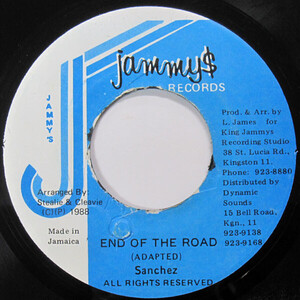 jammy$
RECORDS
JAMMY'S
Prod. & Arr. by
L. James for
King Jammys
Recording Studio
38 St. Lucia Rd.,
Kingston 11.
Phone: 923-8880
Distributed by
Dynamic
Sounds
15 Bell Road,
Kgn., 11
923-9138
923-9168
Arranged By:
Steelie & Cleavie
(C)(P) 1988
Made in
Jamaica
END OF THE ROAD
(ADAPTED)
Sanchez
ALL RIGHTS RESERVED